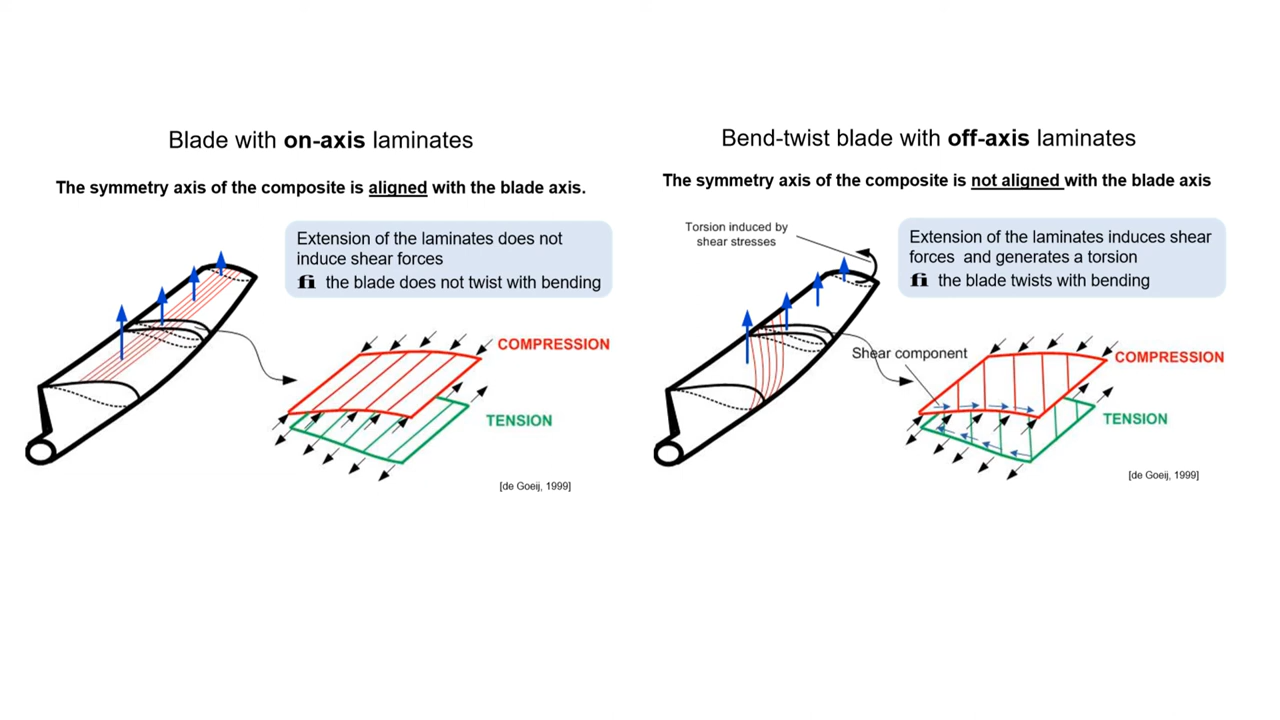 Blade with on-axis laminates
The symmetry axis of the composite is aligned with the blade axis.
Extension of the laminates does not
induce shear forces
fi the blade does not twist with bending
COMPRESSION
TENSION
[de Goeij, 1999]
Bend-twist blade with off-axis laminates
The symmetry axis of the composite is not aligned with the blade axis
Torsion induced by
shear stresses
Extension of the laminates induces shear
forces and generates a torsion
fi the blade twists with bending
Shear component
COMPRESSION
TENSION
[de Goeij, 1999]